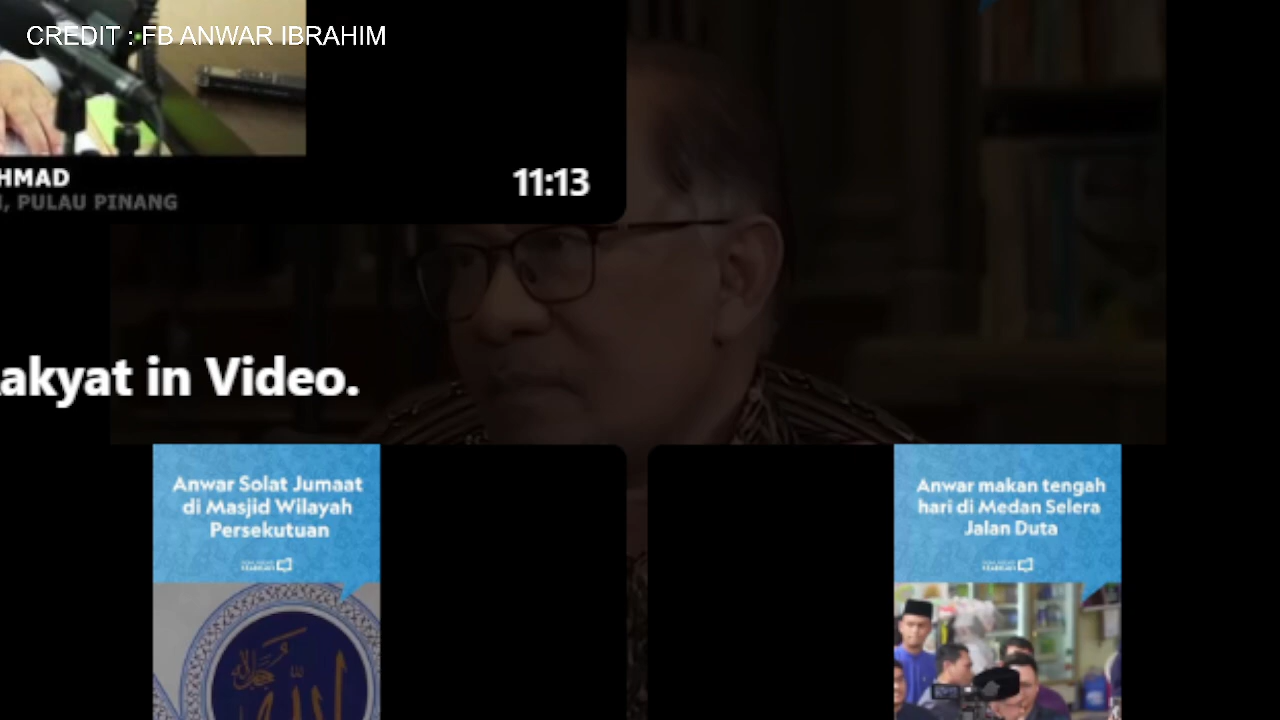 CREDIT : FB ANWAR IBRAHIM
HMAD
, PULAU PINANG
11:13
akyat in Video.
Anwar Solat Jumaat
di Masjid Wilayah
Persekutuan
Anwar makan tengah
hari di Medan Selera
Jalan Duta